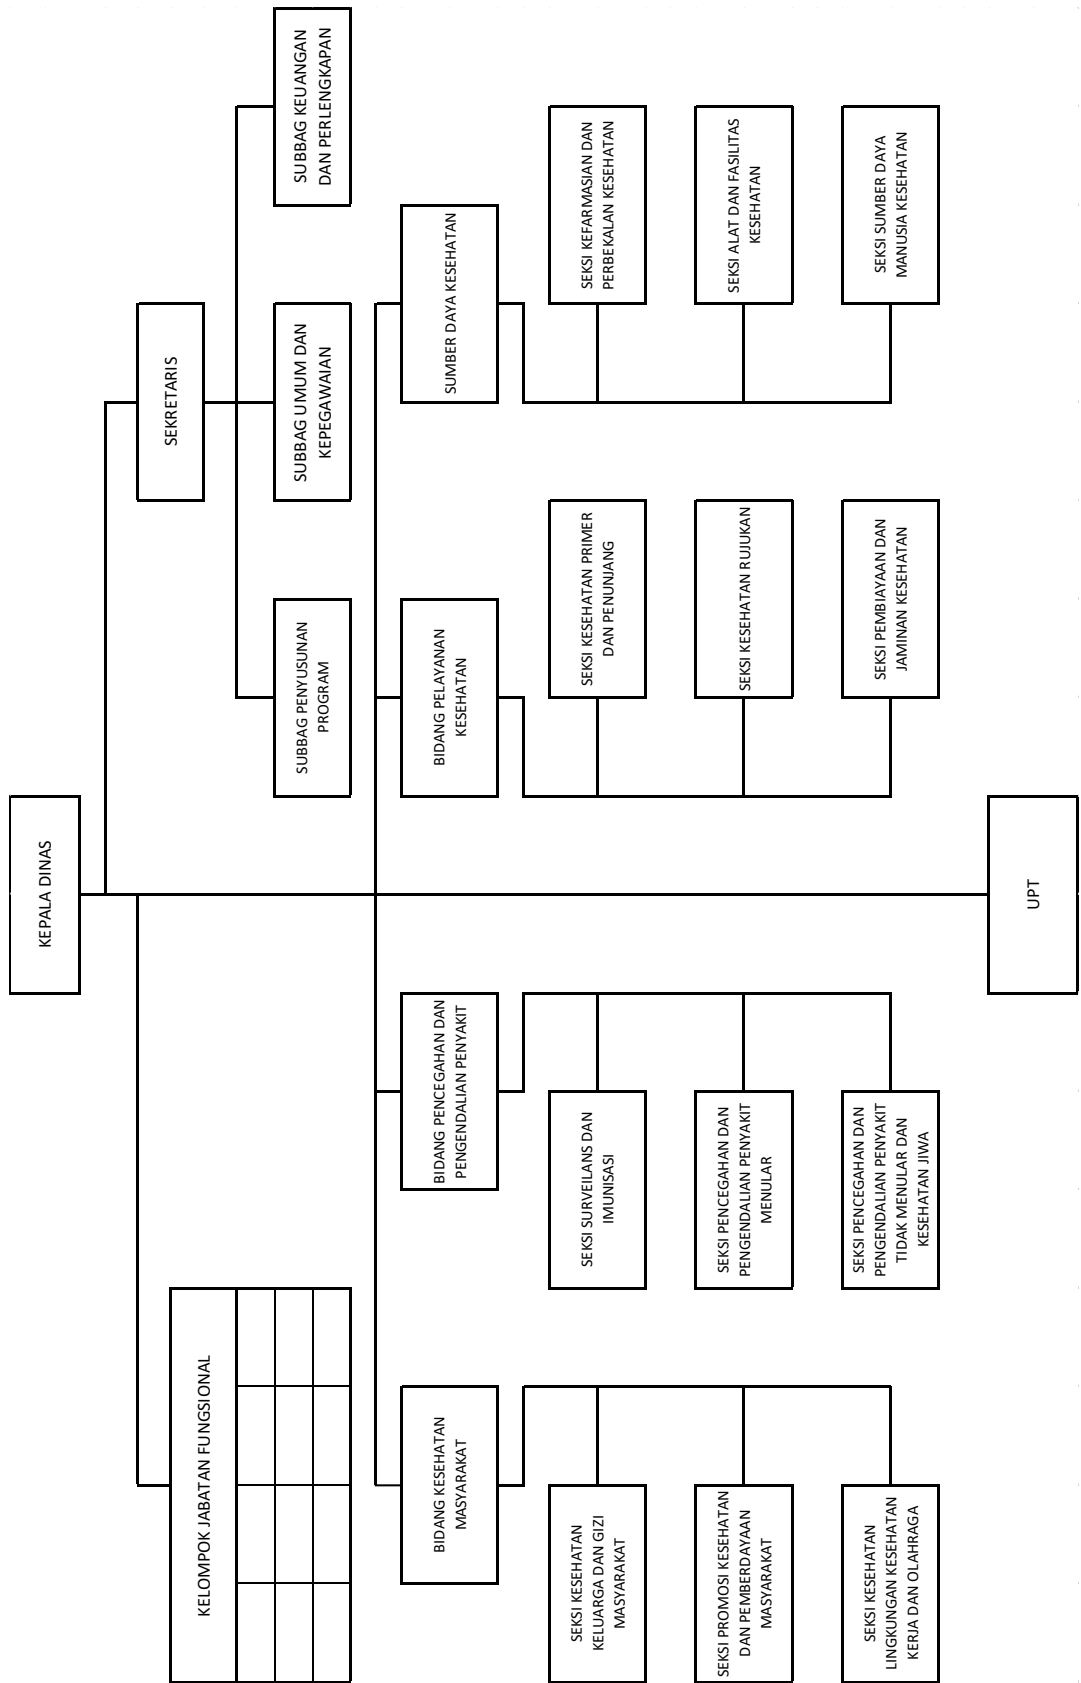 KEPALA DINAS
SEKRETARIS
KELOMPOK JABATAN FUNGSIONAL
SUBBAG PENYUSUNAN
PROGRAM
SUBBAG UMUM DAN
KEPEGAWAIAN
SUBBAG KEUANGAN
DAN PERLENGKAPAN
BIDANG KESEHATAN
MASYARAKAT
BIDANG PENCEGAHAN DAN
PENGENDALIAN PENYAKIT
BIDANG PELAYANAN
KESEHATAN
SUMBER DAYA KESEHATAN
SEKSI KESEHATAN
KELUARGA DAN GIZI
MASYARAKAT
SEKSI SURVEILANS DAN
IMUNISASI
SEKSI KESEHATAN PRIMER
DAN PENUNJANG
SEKSI KEFARMASIAN DAN
PERBEKALAN KESEHATAN
SEKSI PROMOSI KESEHATAN
DAN PEMBERDAYAAN
MASYARAKAT
SEKSI PENCEGAHAN DAN
PENGENDALIAN PENYAKIT
MENULAR
SEKSI KESEHATAN RUJUKAN
SEKSI ALAT DAN FASILITAS
KESEHATAN
SEKSI KESEHATAN
LINGKUNGAN KESEHATAN
KERJA DAN OLAHRAGA
SEKSI PENCEGAHAN DAN
PENGENDALIAN PENYAKIT
TIDAK MENULAR DAN
KESEHATAN JIWA
SEKSI PEMBIAYAAN DAN
JAMINAN KESEHATAN
SEKSI SUMBER DAYA
MANUSIA KESEHATAN
UPT